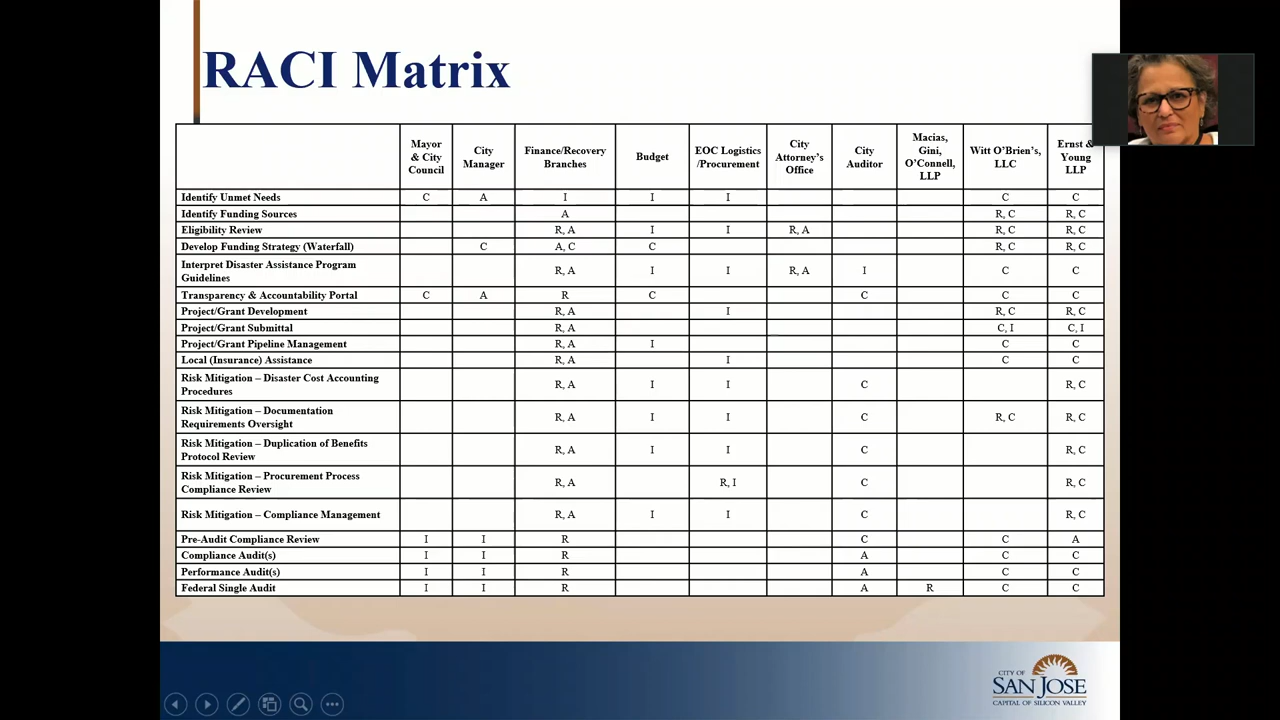 RACI Matrix
Mayor & City Council City Manager Finance/Recovery Branches Budget EOC Logistics /Procurement City Attorney's Office City Auditor Macias, Gini, O'Connell, LLP Witt O'Brien's, LLC Ernst & Young LLP
Identify Unmet Needs C A I I I C C
Identify Funding Sources A R, C R, C
Eligibility Review R, A I I R, A R, C R, C
Develop Funding Strategy (Waterfall) C A, C C R, C R, C
Interpret Disaster Assistance Program
Guidelines R, A I I R, A I C C
Transparency & Accountability Portal C A R C C C C
Project/Grant Development R, A I R, C R, C
Project/Grant Submittal R, A C, I C, I
Project/Grant Pipeline Management R, A I C C
Local (Insurance) Assistance R, A I C C
Risk Mitigation – Disaster Cost Accounting
Procedures R, A I I C R, C
Risk Mitigation – Documentation
Requirements Oversight R, A I I C R, C R, C
Risk Mitigation – Duplication of Benefits
Protocol Review R, A I I C R, C
Risk Mitigation – Procurement Process
Compliance Review R, A R, I C R, C
Risk Mitigation – Compliance Management R, A I I C R, C
Pre-Audit Compliance Review I I R C C A
Compliance Audit(s) I I R A C C
Performance Audit(s) I I R A C C
Federal Single Audit I I R A R C C
CITY OF
SAN JOSE
CAPITAL OF SILICON VALLEY